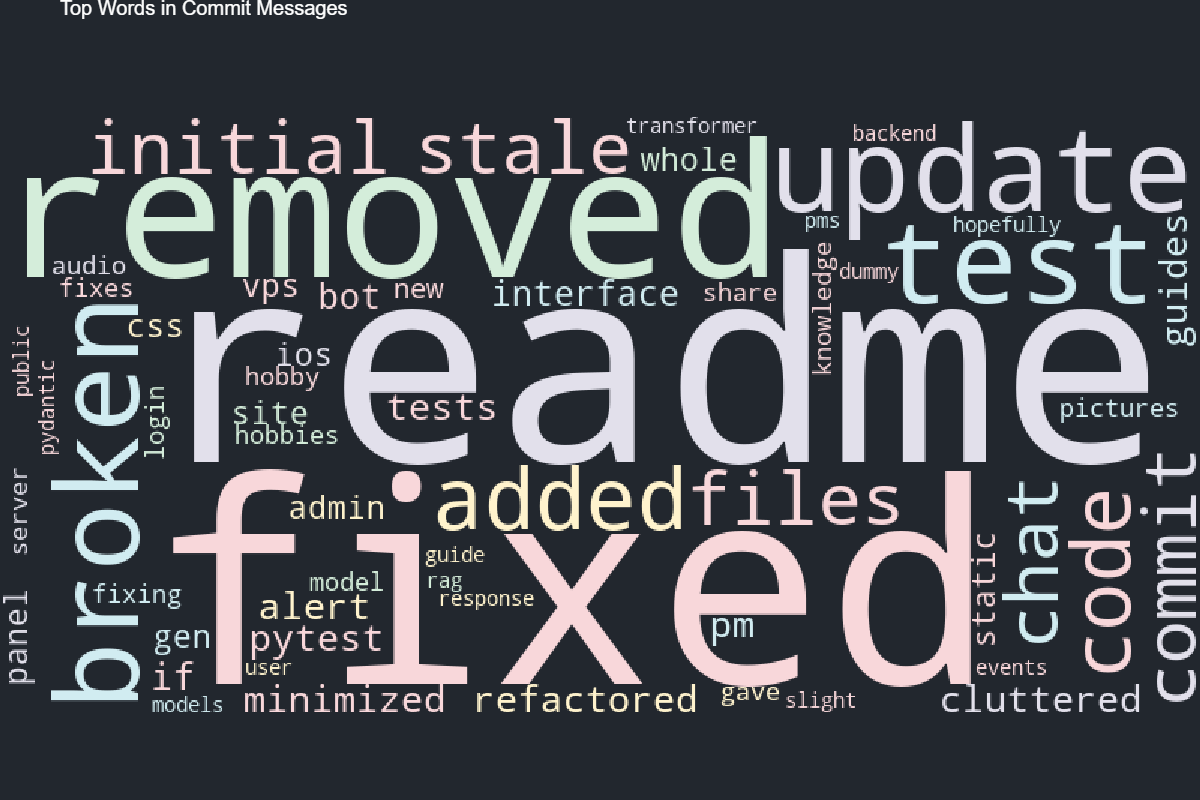 Top Words in Commit Messages
initial
stale
transformer
whole
backend
update
removed
pms
hopefully
test
guides
audio
fixes
vps
bot
new
interface
share
knowledge
dummy
broken
css
readme
public
pydantic
login
ios
hobby
site
hobbies
tests
pictures
server
panel
fixed
admin
added
files
static
chat
code
commit
guide
rag
response
model
alert
pytest
pm
fixing
gen
if
user
models
minimized
refactored
gave
slight
events
cluttered